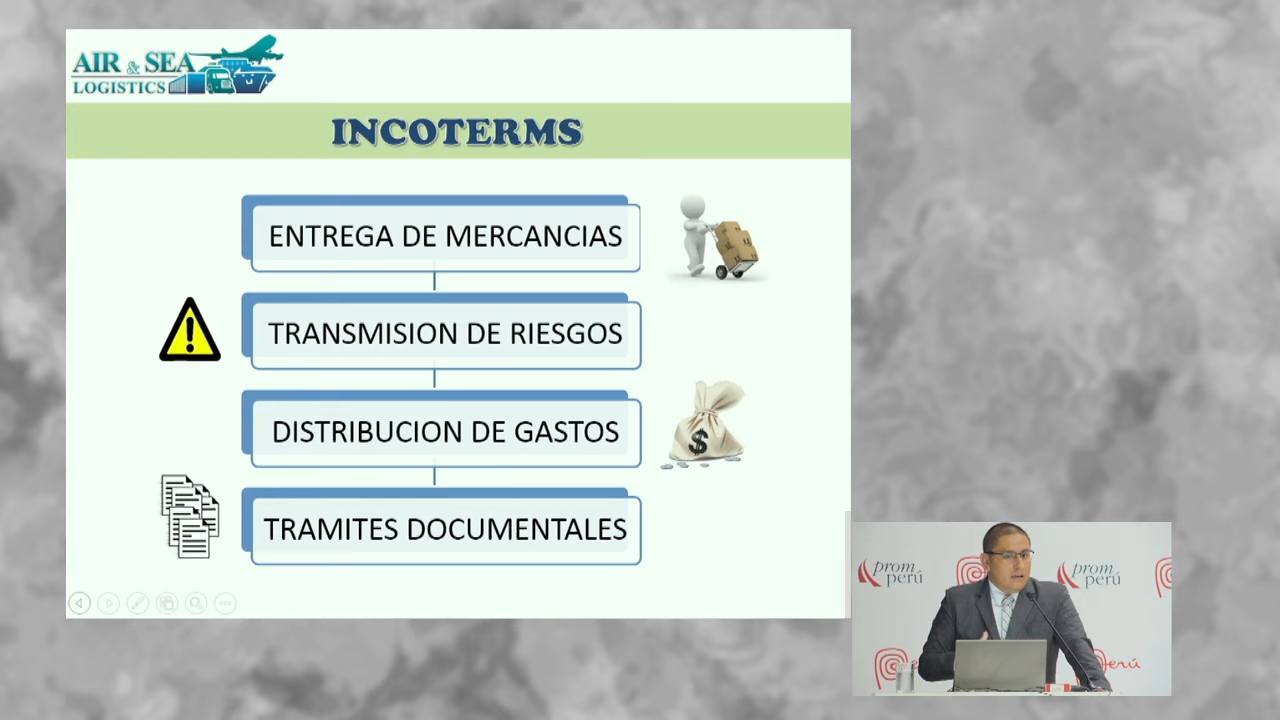 AIR & SEA
LOGISTICS
INCOTERMS
ENTREGA DE MERCANCIAS
TRANSMISION DE RIESGOS
DISTRIBUCION DE GASTOS
$
TRAMITES DOCUMENTALES
prom
perú
prom
perú
Perú